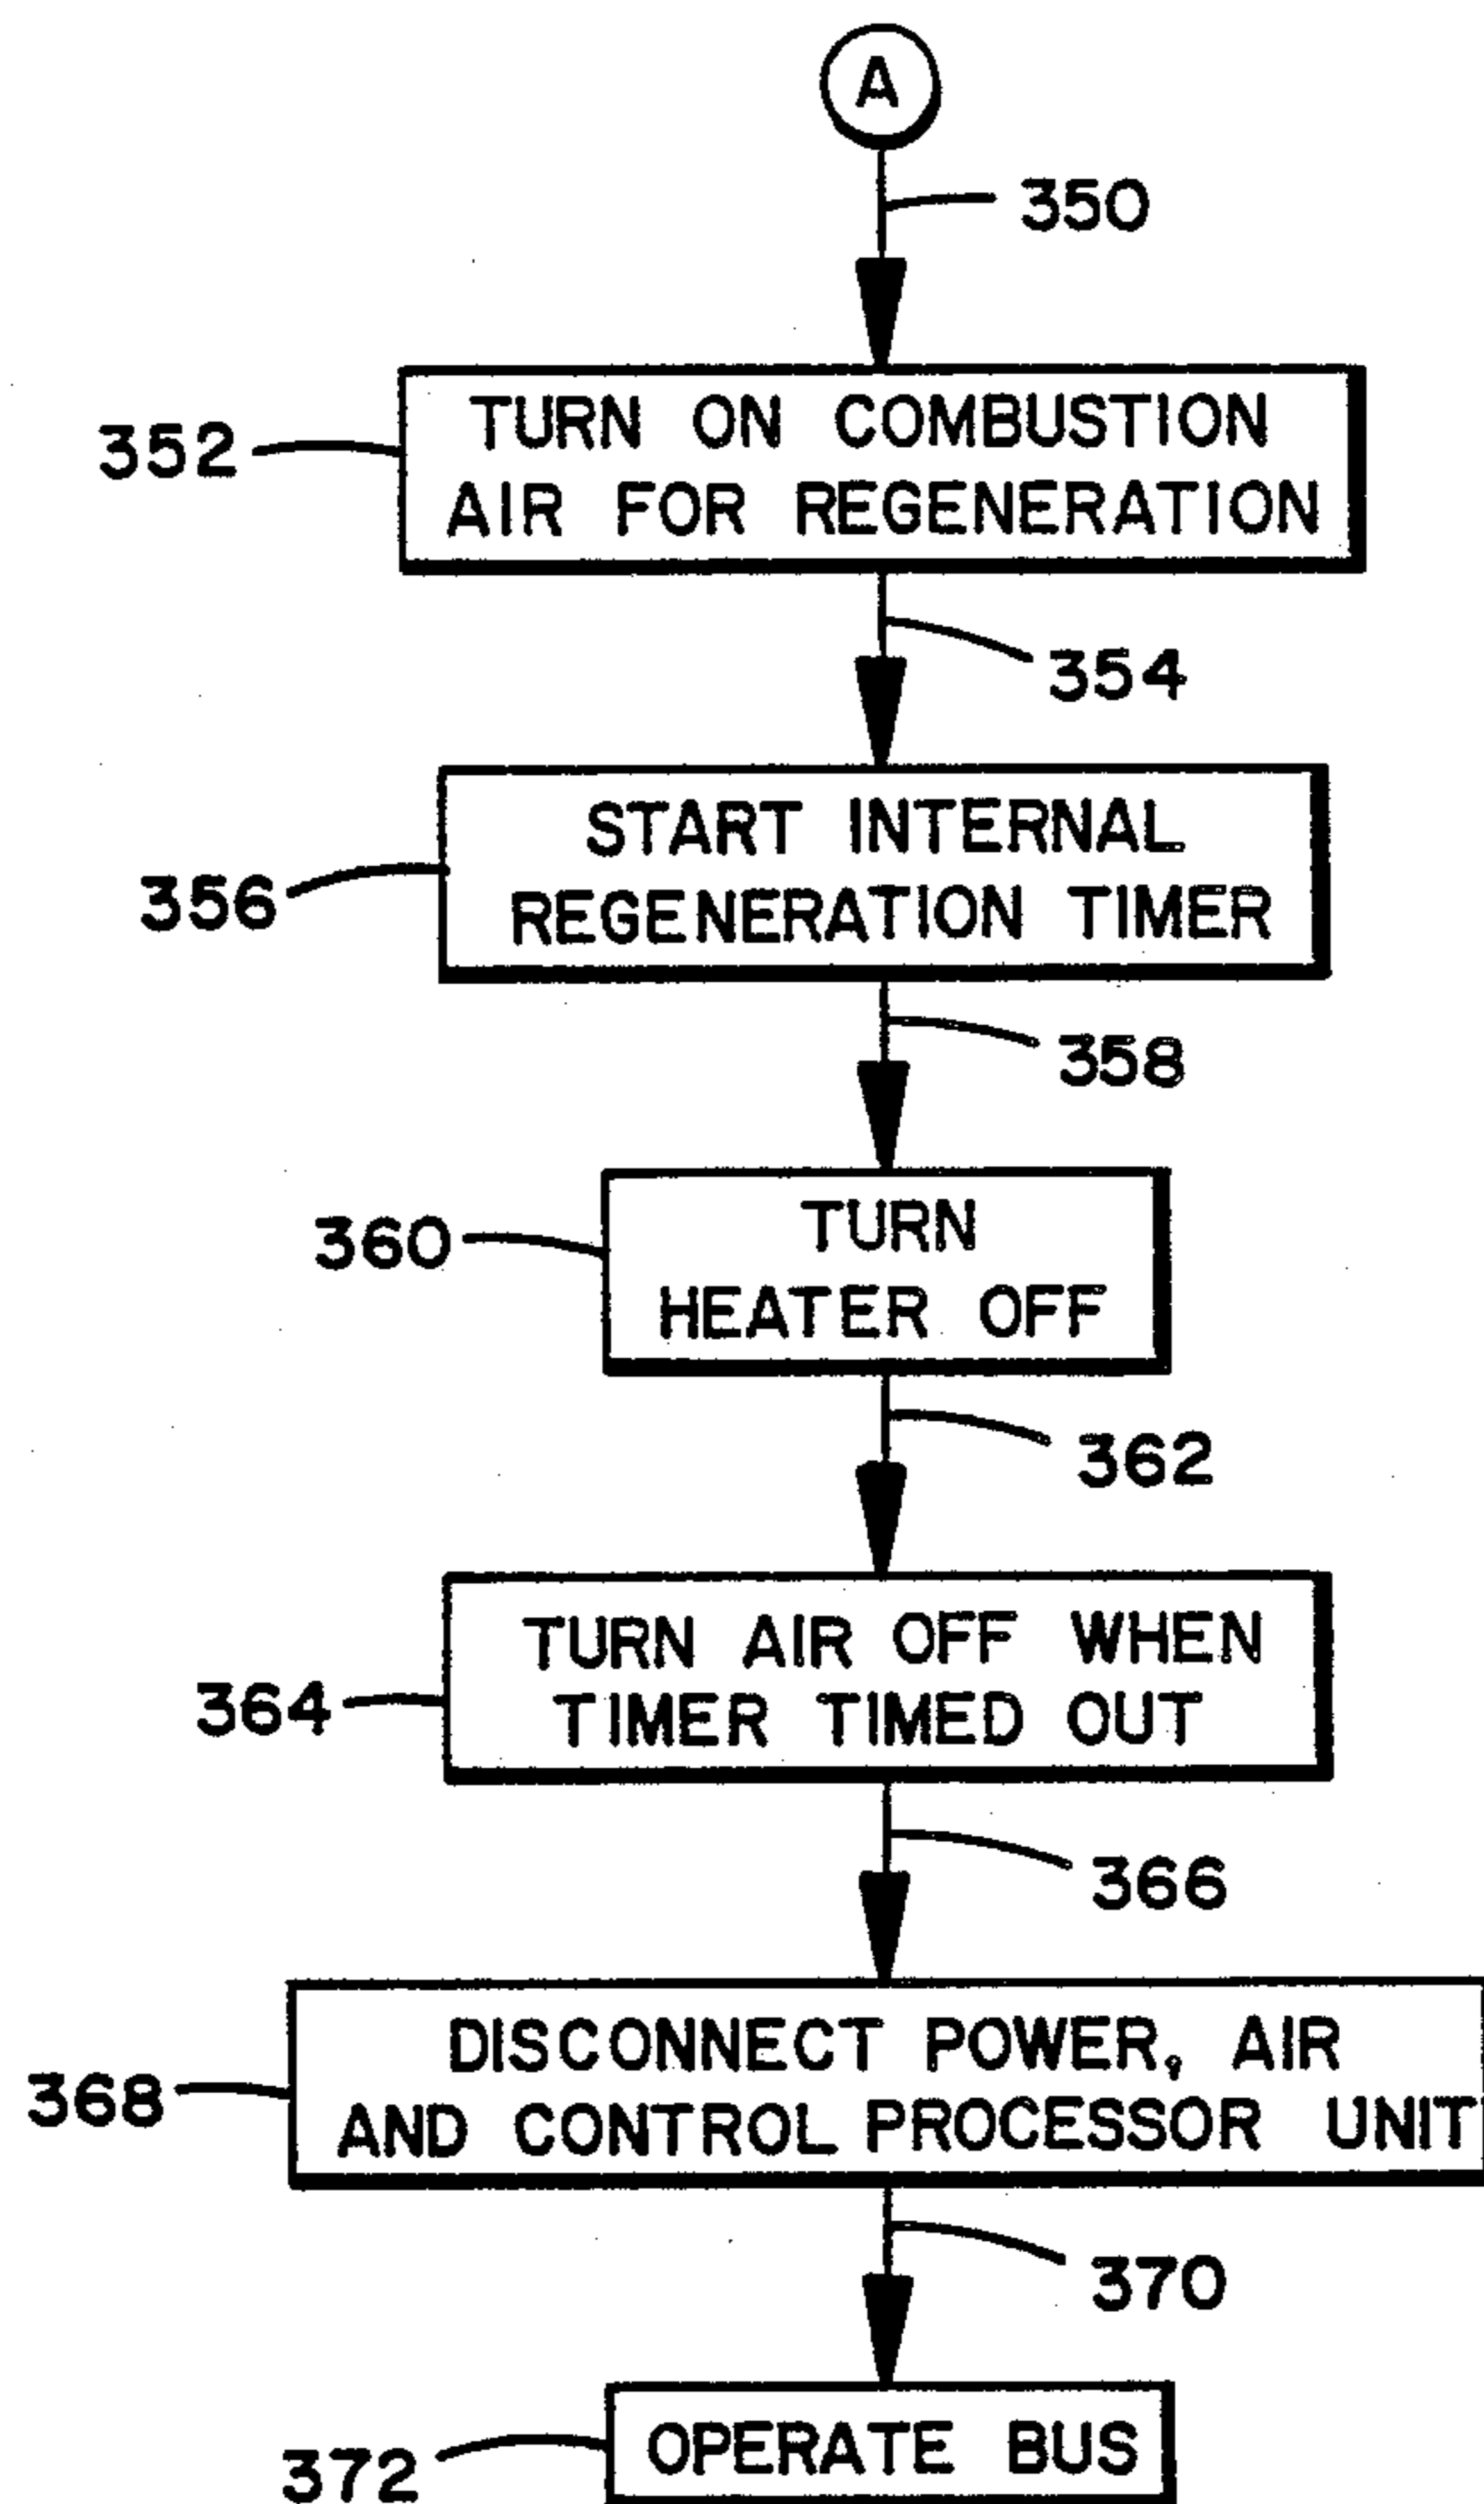 A
350
TURN ON COMBUSTION
352
AIR FOR REGENERATION
354
START INTERNAL
356
REGENERATION TIMER
358
TURN
360
HEATER OFF
362
TURN AIR OFF WHEN
364
TIMER TIMED OUT
366
DISCONNECT POWER, AIR
368
AND CONTROL PROCESSOR UNIT
370
OPERATE BUS
372